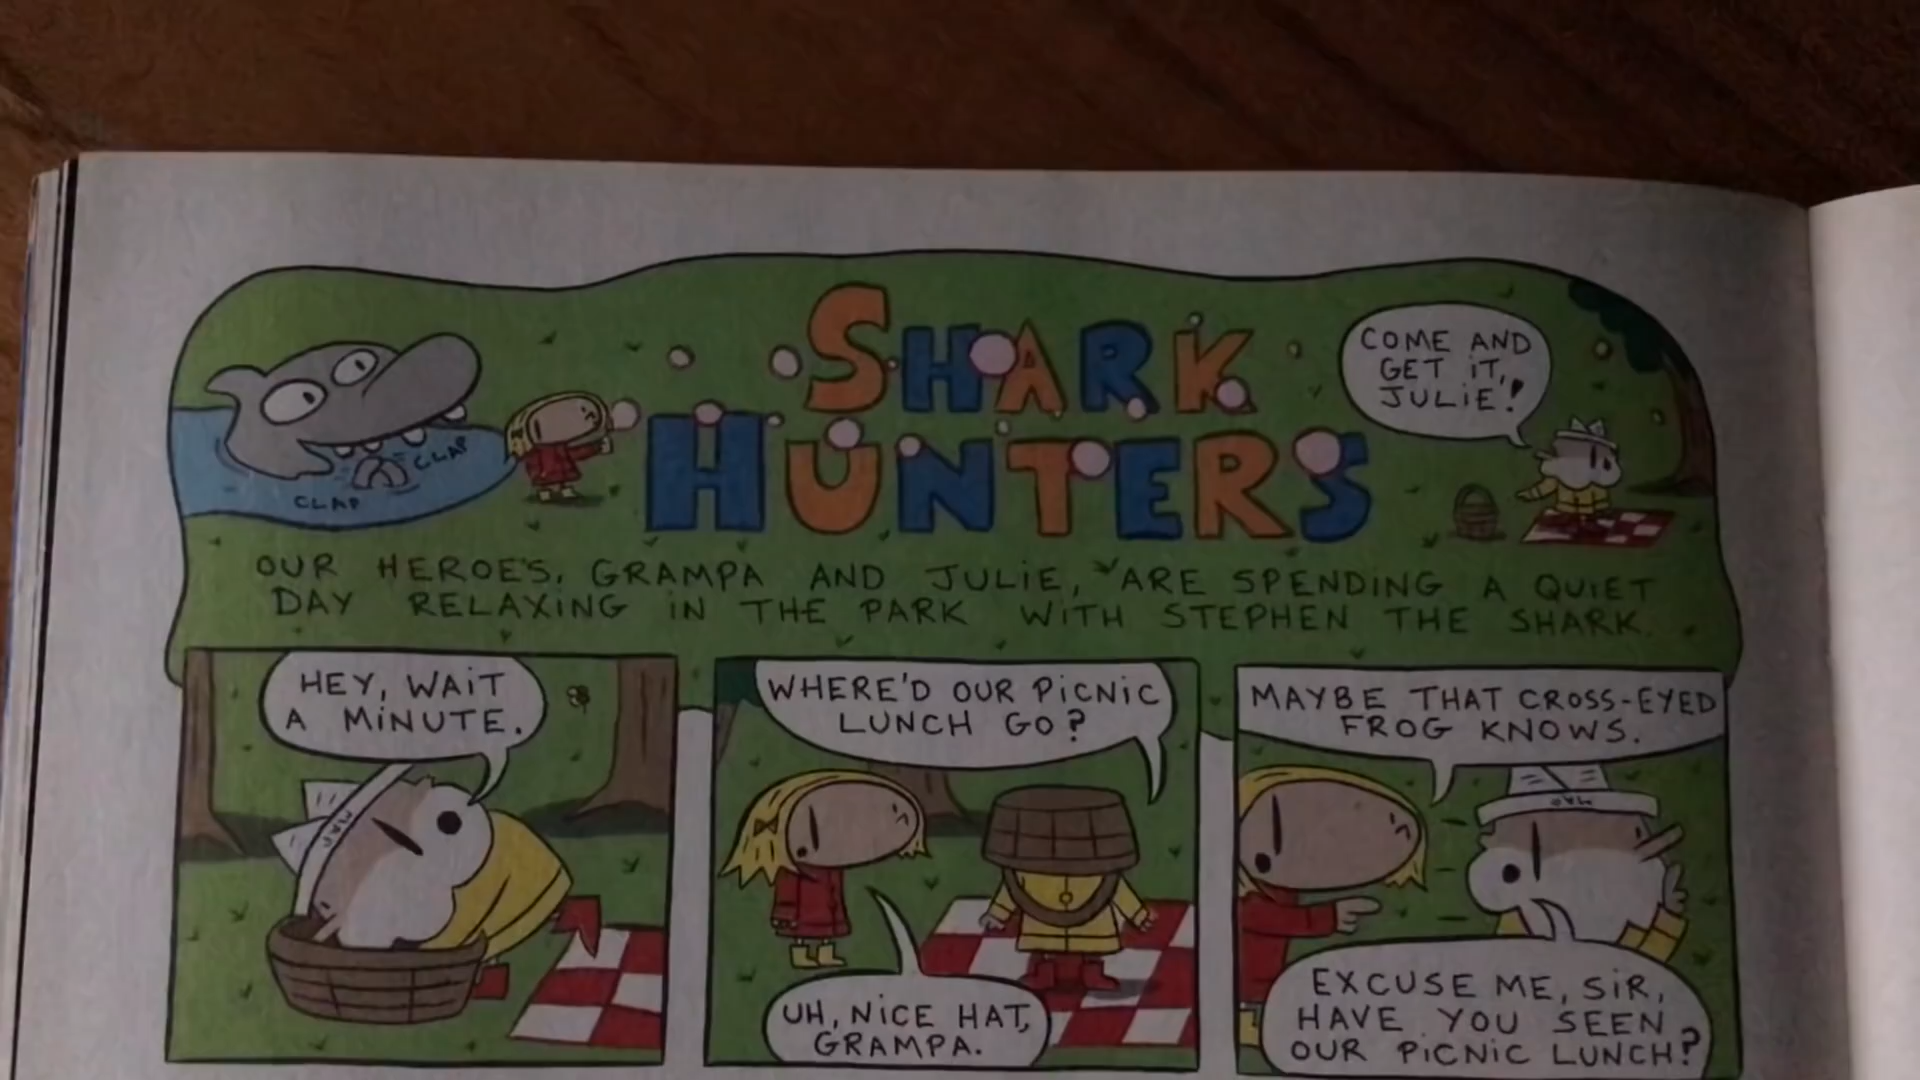 SHARK
HUNTERS
COME AND
GET IT,
JULIE!
CLAP
CLAP
OUR HEROE'S, GRAMPA AND JULIE, ARE SPENDING A QUIET
DAY RELAXING IN THE PARK WITH STEPHEN THE SHARK.
HEY, WAIT
A MINUTE.
MAP
WHERE'D OUR PICNIC
LUNCH GO?
UH, NICE HAT,
GRAMPA.
MAYBE THAT CROSS-EYED
FROG KNOWS.
EXCUSE ME, SIR,
HAVE YOU SEEN
OUR PICNIC LUNCH?